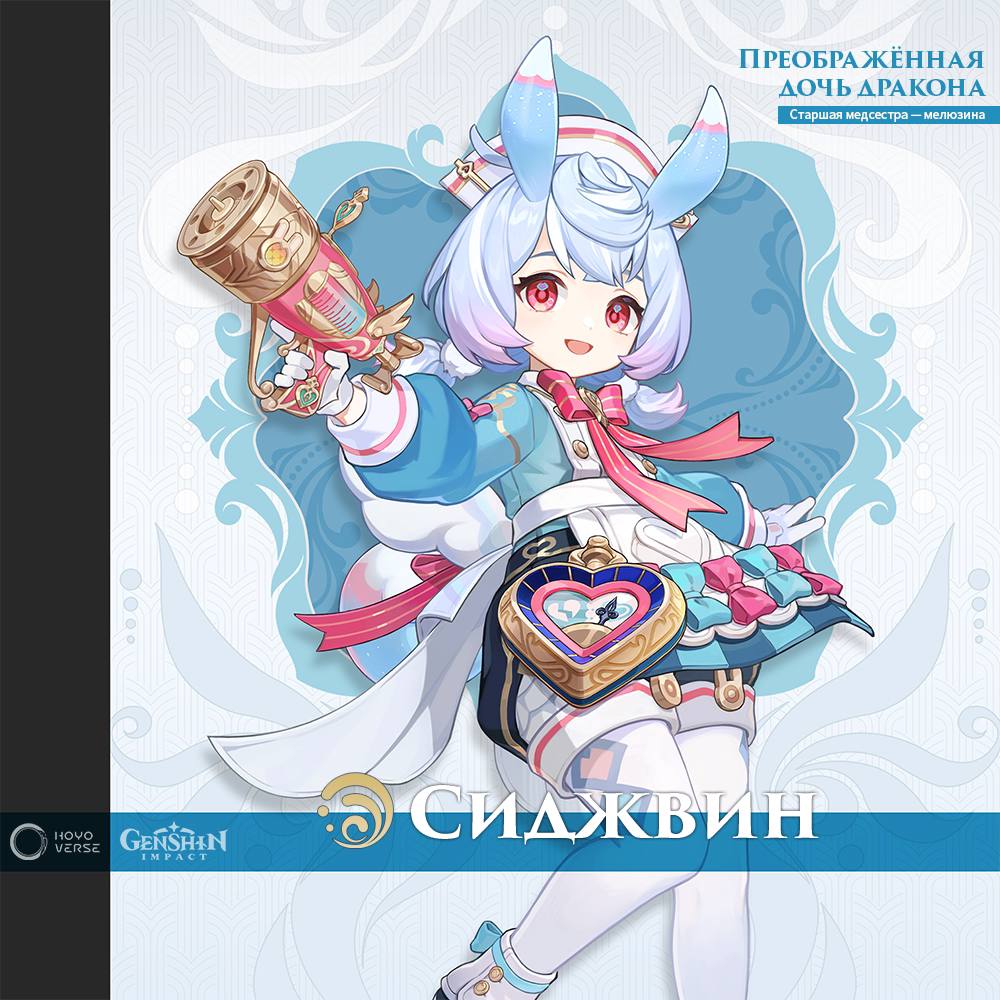 ПРЕОБРАЖЁННАЯ
ДОЧЬ ДРАКОНА
Старшая медсестра — мелюзина
СИДЖВИН
HOYO
VERSE
GENSHIN
IMPACT